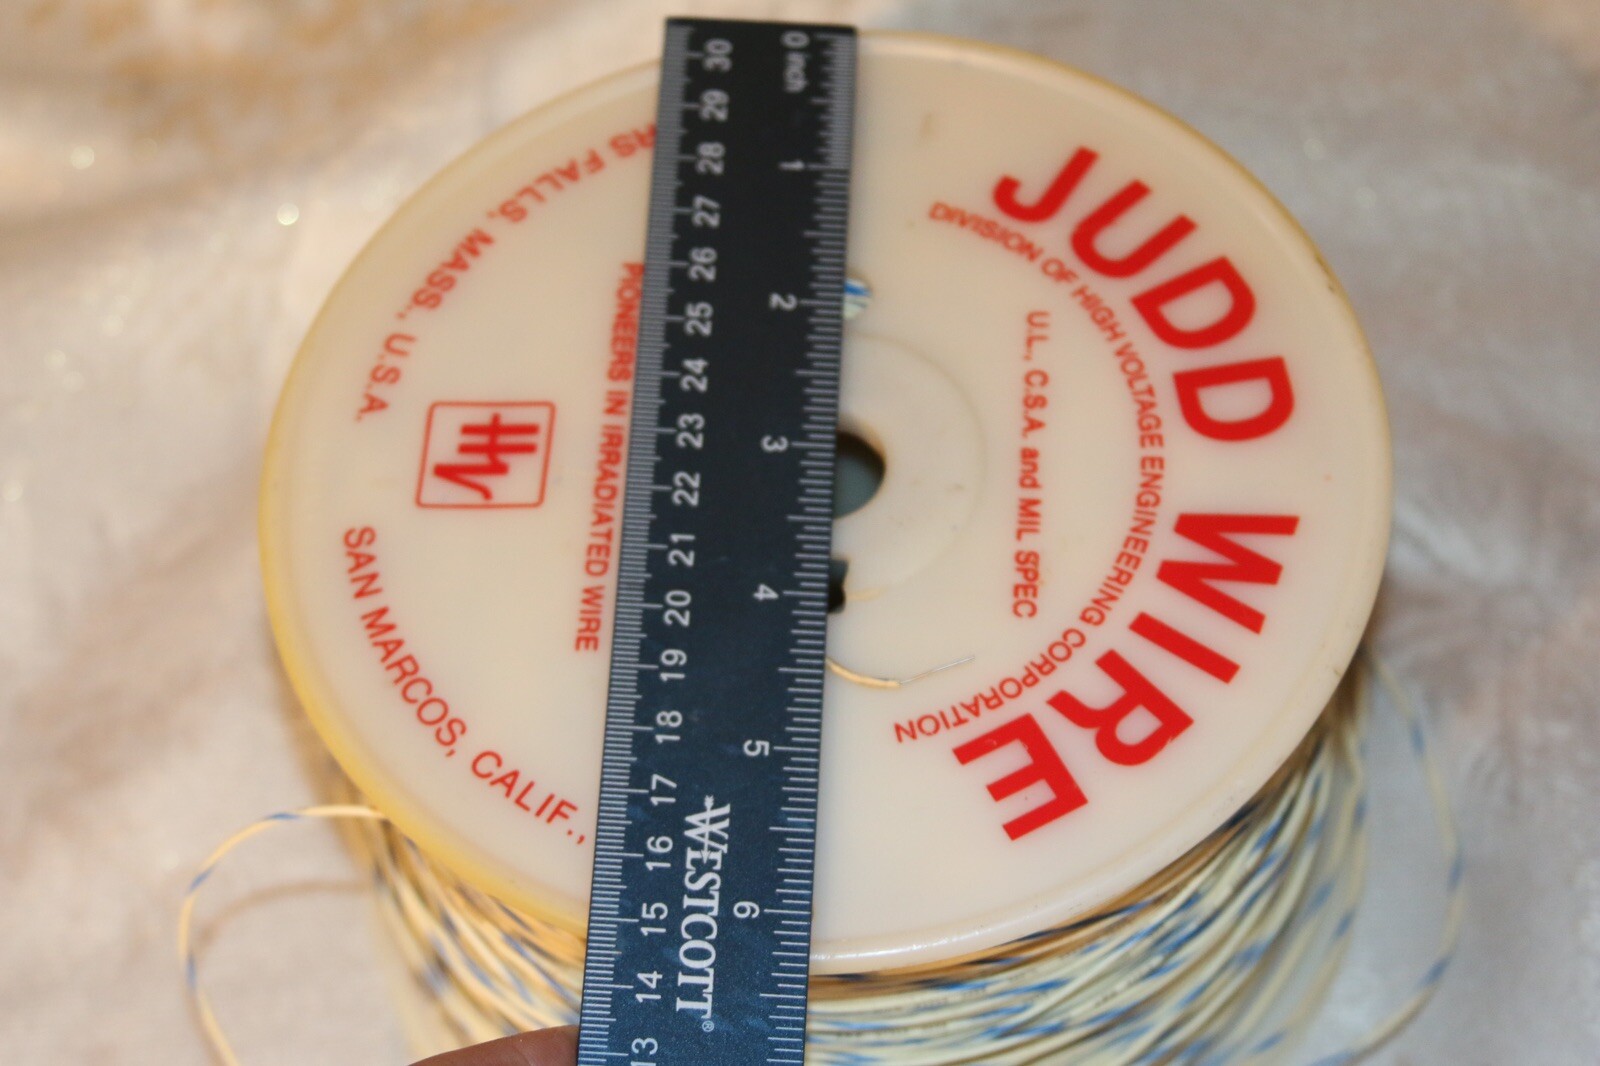 JUDD WIRE
DIVISION OF HIGH VOLTAGE ENGINEERING CORPORATION
U.L., C.S.A. and MIL SPEC
PIONEERS IN IRRADIATED WIRE
FALLS, MASS., U.S.A.
SAN MARCOS, CALIF.,
0 inch 1 2 3 4 5 6
30 29 28 27 26 25 24 23 22 21 20 19 18 17 16 15 14 13
WESTCOTT®